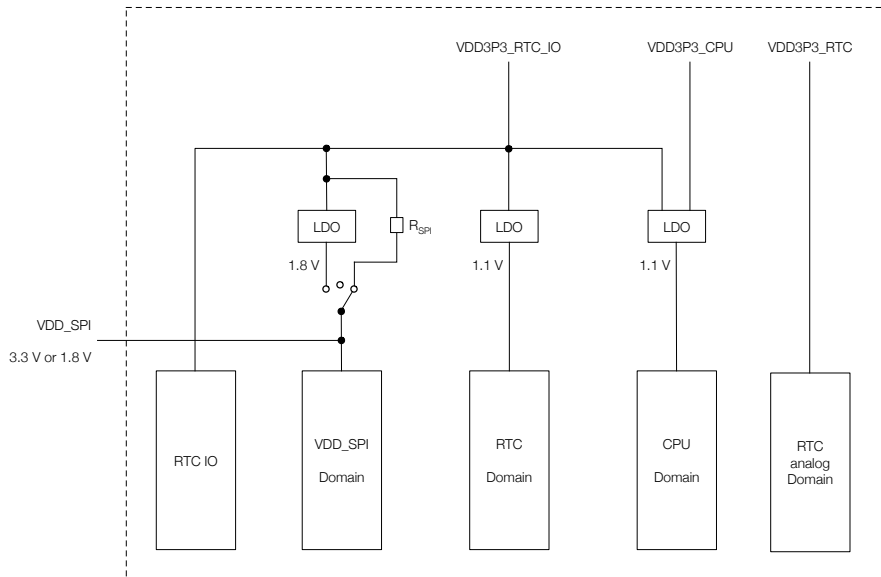 VDD3P3_RTC_IO
VDD3P3_CPU
VDD3P3_RTC
LDO
RSPI
LDO
LDO
1.8 V
1.1 V
1.1 V
VDD_SPI
3.3 V or 1.8 V
RTC IO
VDD_SPI
Domain
RTC
Domain
CPU
Domain
RTC
analog
Domain